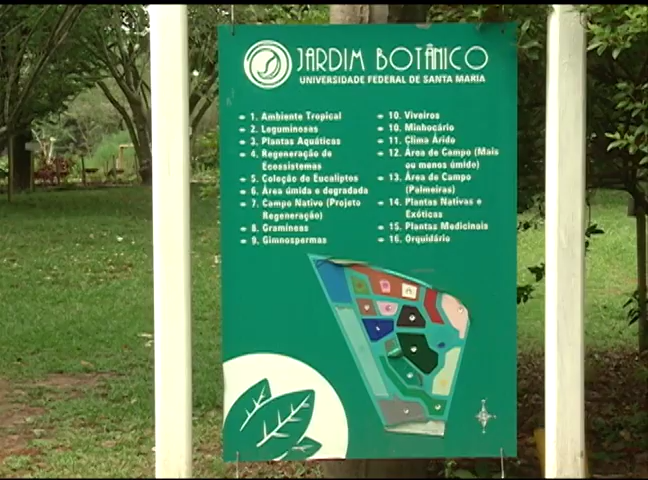 JARDIM BOTÂNICO
UNIVERSIDADE FEDERAL DE SANTA MARIA
1. Ambiente Tropical
2. Leguminosas
3. Plantas Aquáticas
4. Regeneração de
Ecossistemas
5. Coleção de Eucaliptos
6. Área úmida e degradada
7. Campo Nativo (Projeto
Regeneração)
8. Gramíneas
9. Gimnospermas
10. Viveiros
10. Minhocário
11. Clima Árido
12. Área de Campo (Mais
ou menos úmido)
13. Área de Campo
(Palmeiras)
14. Plantas Nativas e
Exóticas
15. Plantas Medicinais
16. Orquidário